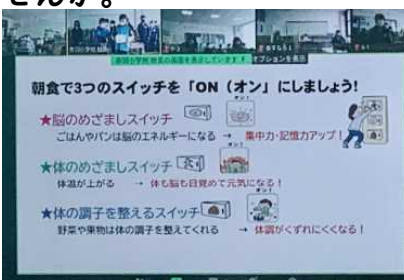 せんか。
朝食で3つのスイッチを「ON(オン)」にしましょう!
★脳のめざましスイッチ
ごはんやパンは脳のエネルギーになる → 集中力・記憶力アップ!
★体のめざましスイッチ
体温が上がる → 体も脳も目覚めて元気になる!
★体の調子を整えるスイッチ
野菜や果物は体の調子を整えてくれる → 体調がくずれにくくなる!